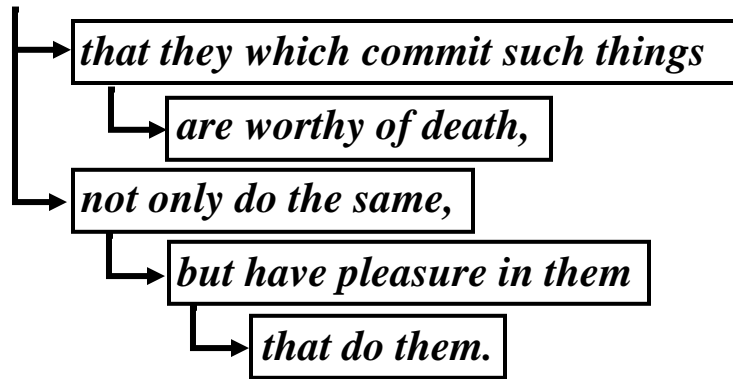 that they which commit such things
are worthy of death,
not only do the same,
but have pleasure in them
that do them.